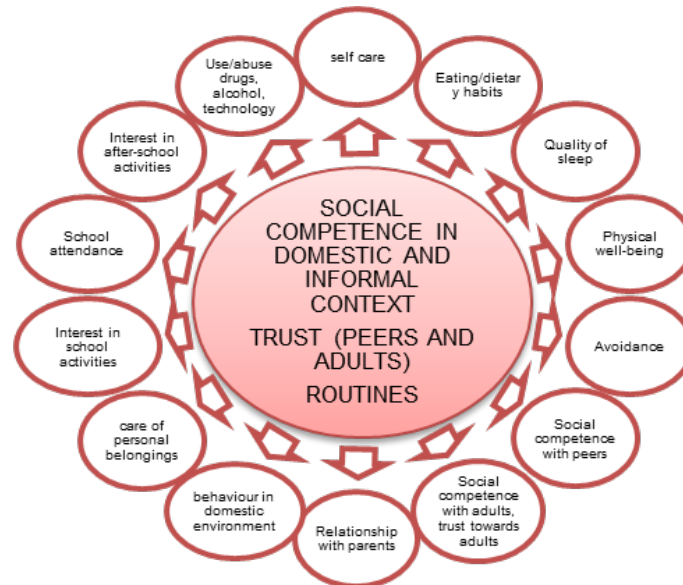 self care
Eating/dietar
y habits
Quality of
sleep
Physical
well-being
Avoidance
Social
competence
with peers
Social
competence
with adults,
trust towards
adults
Relationship
with parents
behaviour in
domestic
environment
care of
personal
belongings
Interest in
school
activities
School
attendance
Interest in
after-school
activities
Use/abuse
drugs,
alcohol,
technology
SOCIAL
COMPETENCE IN
DOMESTIC AND
INFORMAL
CONTEXT
TRUST (PEERS AND
ADULTS)
ROUTINES